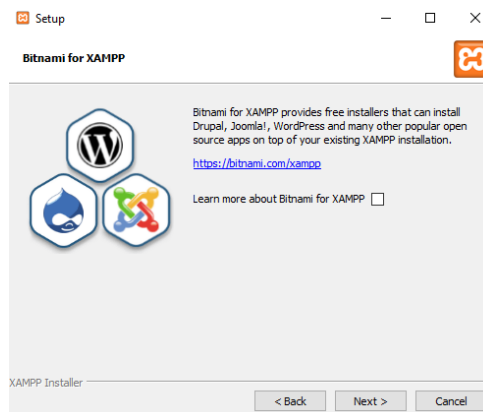 Setup
Bitnami for XAMPP
Bitnami for XAMPP provides free installers that can install
Drupal, Joomla!, WordPress and many other popular open
source apps on top of your existing XAMPP installation.
https://bitnami.com/xampp
Learn more about Bitnami for XAMPP
XAMPP Installer
< Back
Next >
Cancel